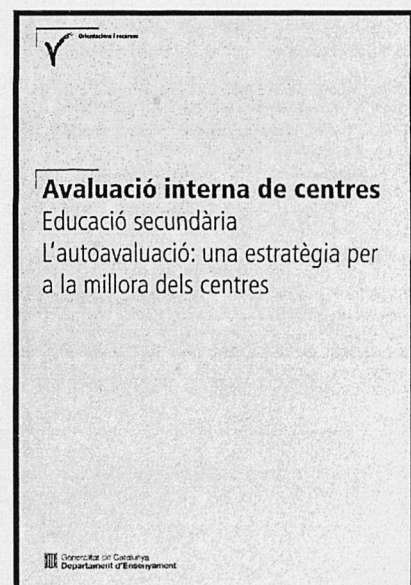 Orientacions i recursos
Avaluació interna de centres
Educació secundària
L'autoavaluació: una estratègia per
a la millora dels centres
Generalitat de Catalunya
Departament d'Ensenyament